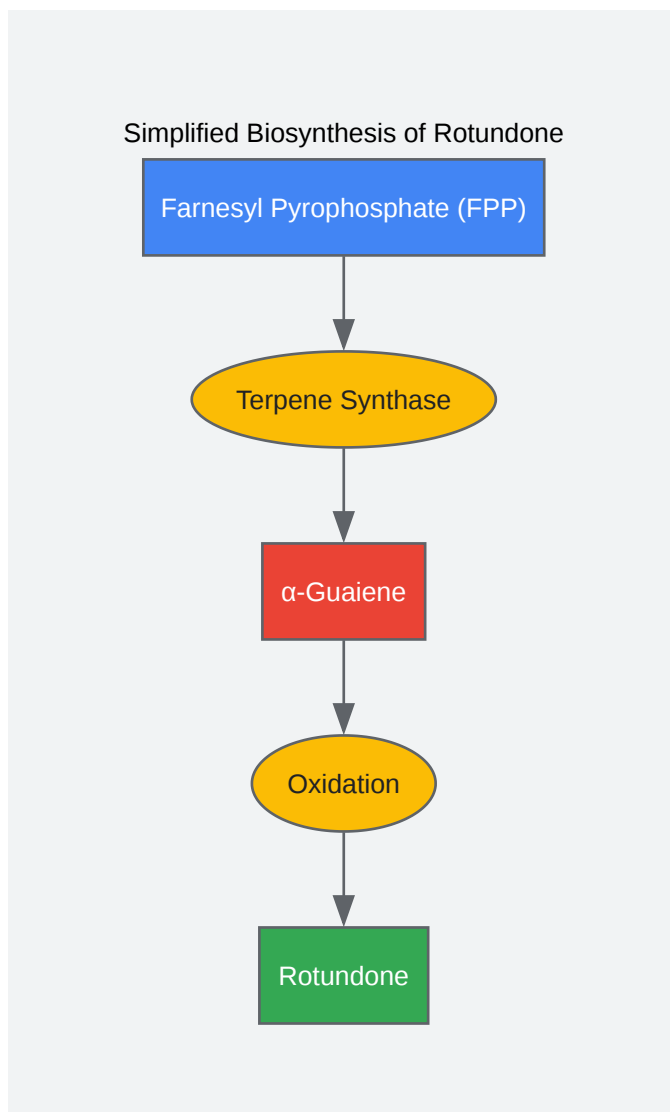 Simplified Biosynthesis of Rotundone
Farnesyl Pyrophosphate (FPP)
Terpene Synthase
α-Guaiene
Oxidation
Rotundone